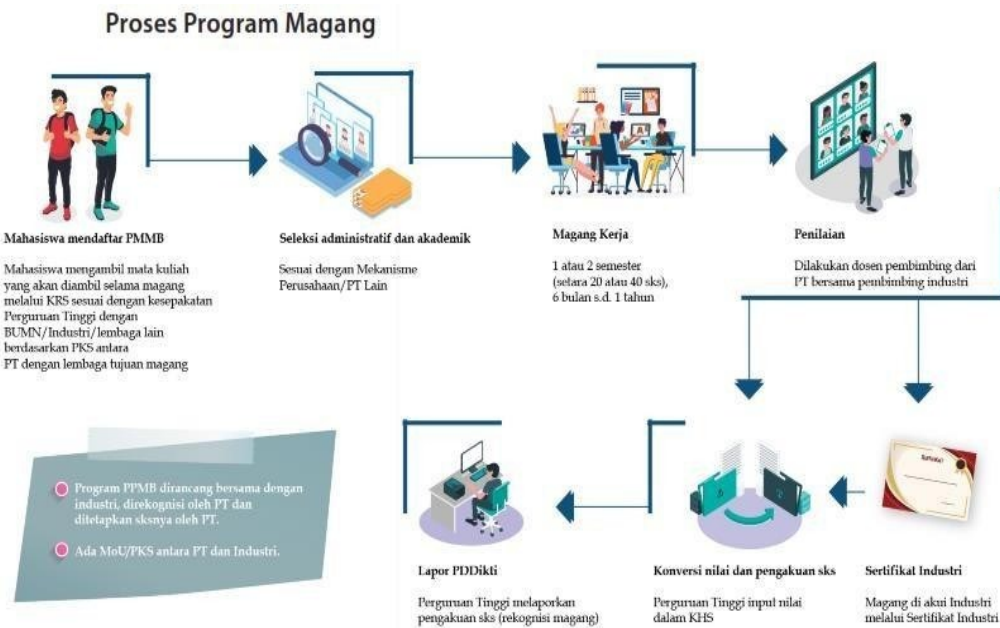 Proses Program Magang
Mahasiswa mendaftar PMMB
Mahasiswa mengambil mata kuliah
yang akan diambil selama magang
melalui KRS sesuai dengan kesepakatan
Perguruan Tinggi dengan
BUMN/Industri/lembaga lain
berdasarkan PKS antara
PT dengan lembaga tujuan magang
Seleksi administratif dan akademik
Sesuai dengan Mekanisme
Perusahaan/PT Lain
Magang Kerja
1 atau 2 semester
(setara 20 atau 40 sks),
6 bulan s.d. 1 tahun
Penilaian
Dilakukan dosen pembimbing dari
PT bersama pembimbing industri
Program PPMB dirancang bersama dengan
industri, direkognisi oleh PT dan
ditetapkan sksnya oleh PT.
Ada MoU/PKS antara PT dan Industri.
Lapor PDDikti
Perguruan Tinggi melaporkan
pengakuan sks (rekognisi magang)
Konversi nilai dan pengakuan sks
Perguruan Tinggi input nilai
dalam KHS
Sertifikat Industri
Magang di akui Industri
melalui Sertifikat Industri